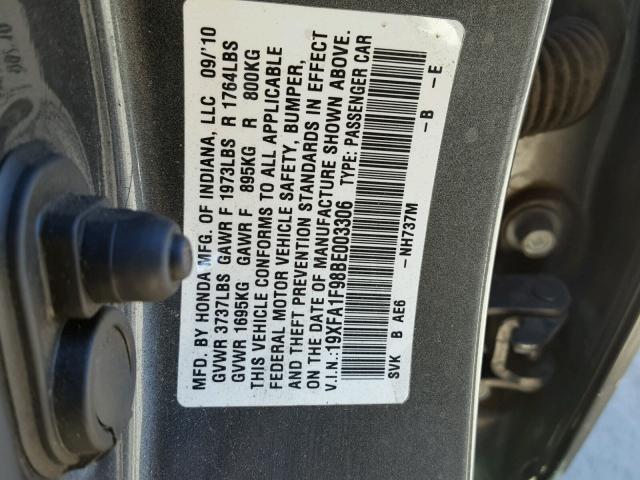 MFD. BY HONDA MFG. OF INDIANA, LLC 09/'10
GVWR 3737LBS GAWR F 1973LBS R 1764LBS
GVWR 1695KG GAWR F 895KG R 800KG
THIS VEHICLE CONFORMS TO ALL APPLICABLE
FEDERAL MOTOR VEHICLE SAFETY, BUMPER,
AND THEFT PREVENTION STANDARDS IN EFFECT
ON THE DATE OF MANUFACTURE SHOWN ABOVE.
V.I.N.:19XFA1F98BE003306 TYPE: PASSENGER CAR
SVK B AE6 -NH737M -B -E